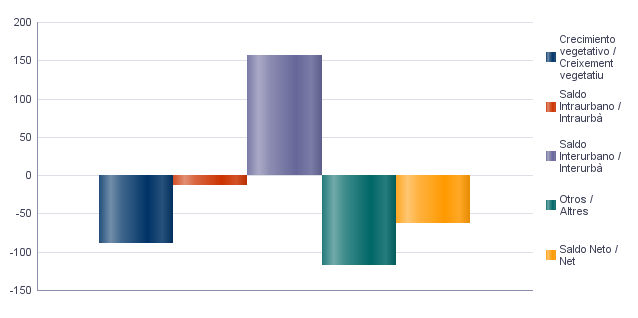 200
150
100
50
0
-50
-100
-150
Crecimiento
vegetativo /
Creixement
vegetatiu
Saldo
Intraurbano /
Intraurbà
Saldo
Interurbano /
Interurbà
Otros /
Altres
Saldo Neto /
Net